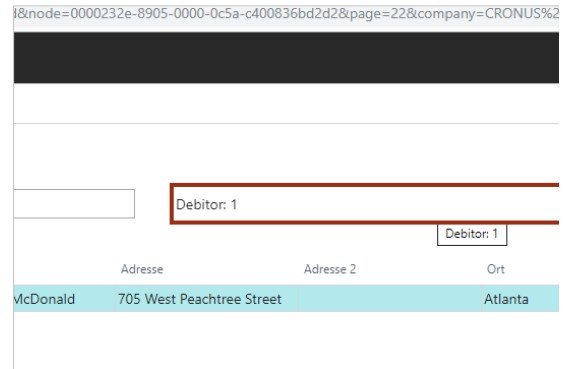 d&node=0000232e-8905-0000-0c5a-c400836bd2d2&page=22&company=CRONUS%2
Debitor: 1
Debitor: 1
Adresse Adresse 2 Ort
McDonald 705 West Peachtree Street Atlanta